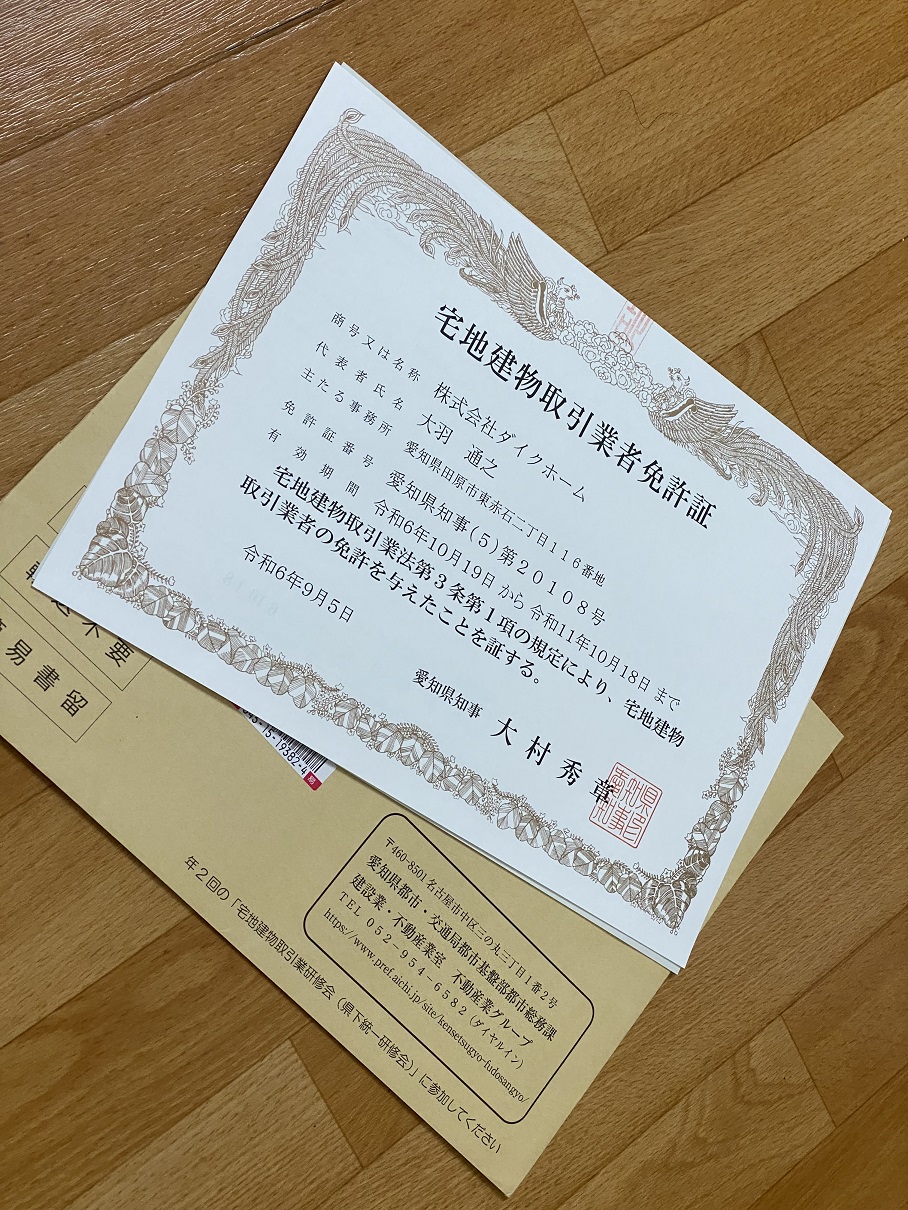 宅地建物取引業者免許証
商号又は名称 株式会社ダイクホーム
代表者氏名 大羽 通之
主たる事務所 愛知県田原市東赤石二丁目116番地
免許証番号 愛知県知事(5)第20108号
有効期間 令和6年10月19日 から 令和11年10月18日 まで
宅地建物取引業法第3条第1項の規定により、宅地建物
取引業者の免許を与えたことを証する。
令和6年9月5日
愛知県知事 大村秀章
不要
簡易書留
15-19582-4
〒460-8501 名古屋市中区三の丸三丁目1番2号
愛知県都市・交通局都市基盤部都市総務課
建設業・不動産業室 不動産業グループ
TEL 052-954-6582(ダイヤルイン)
https://www.pref.aichi.jp/site/kensetsugyo-fudosangyo/
年2回の「宅地建物取引業研修会(県下統一研修会)」に参加してください